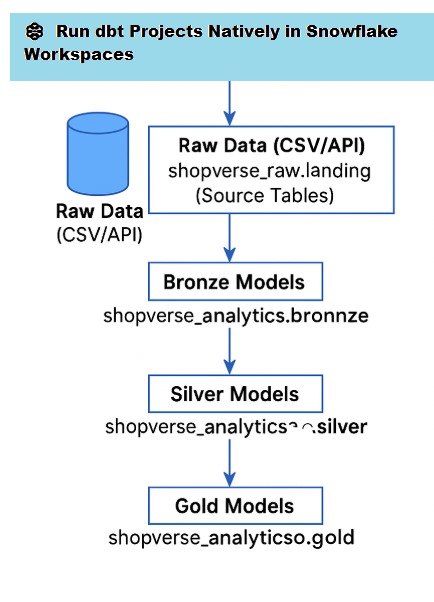 Run dbt Projects Natively in Snowflake
Workspaces
Raw Data (CSV/API)
shopverse_raw.landing
(Source Tables)
Raw Data
(CSV/API)
Bronze Models
shopverse_analytics.bronnze
Silver Models
shopverse_analytics .silver
Gold Models
shopverse_analyticso.gold